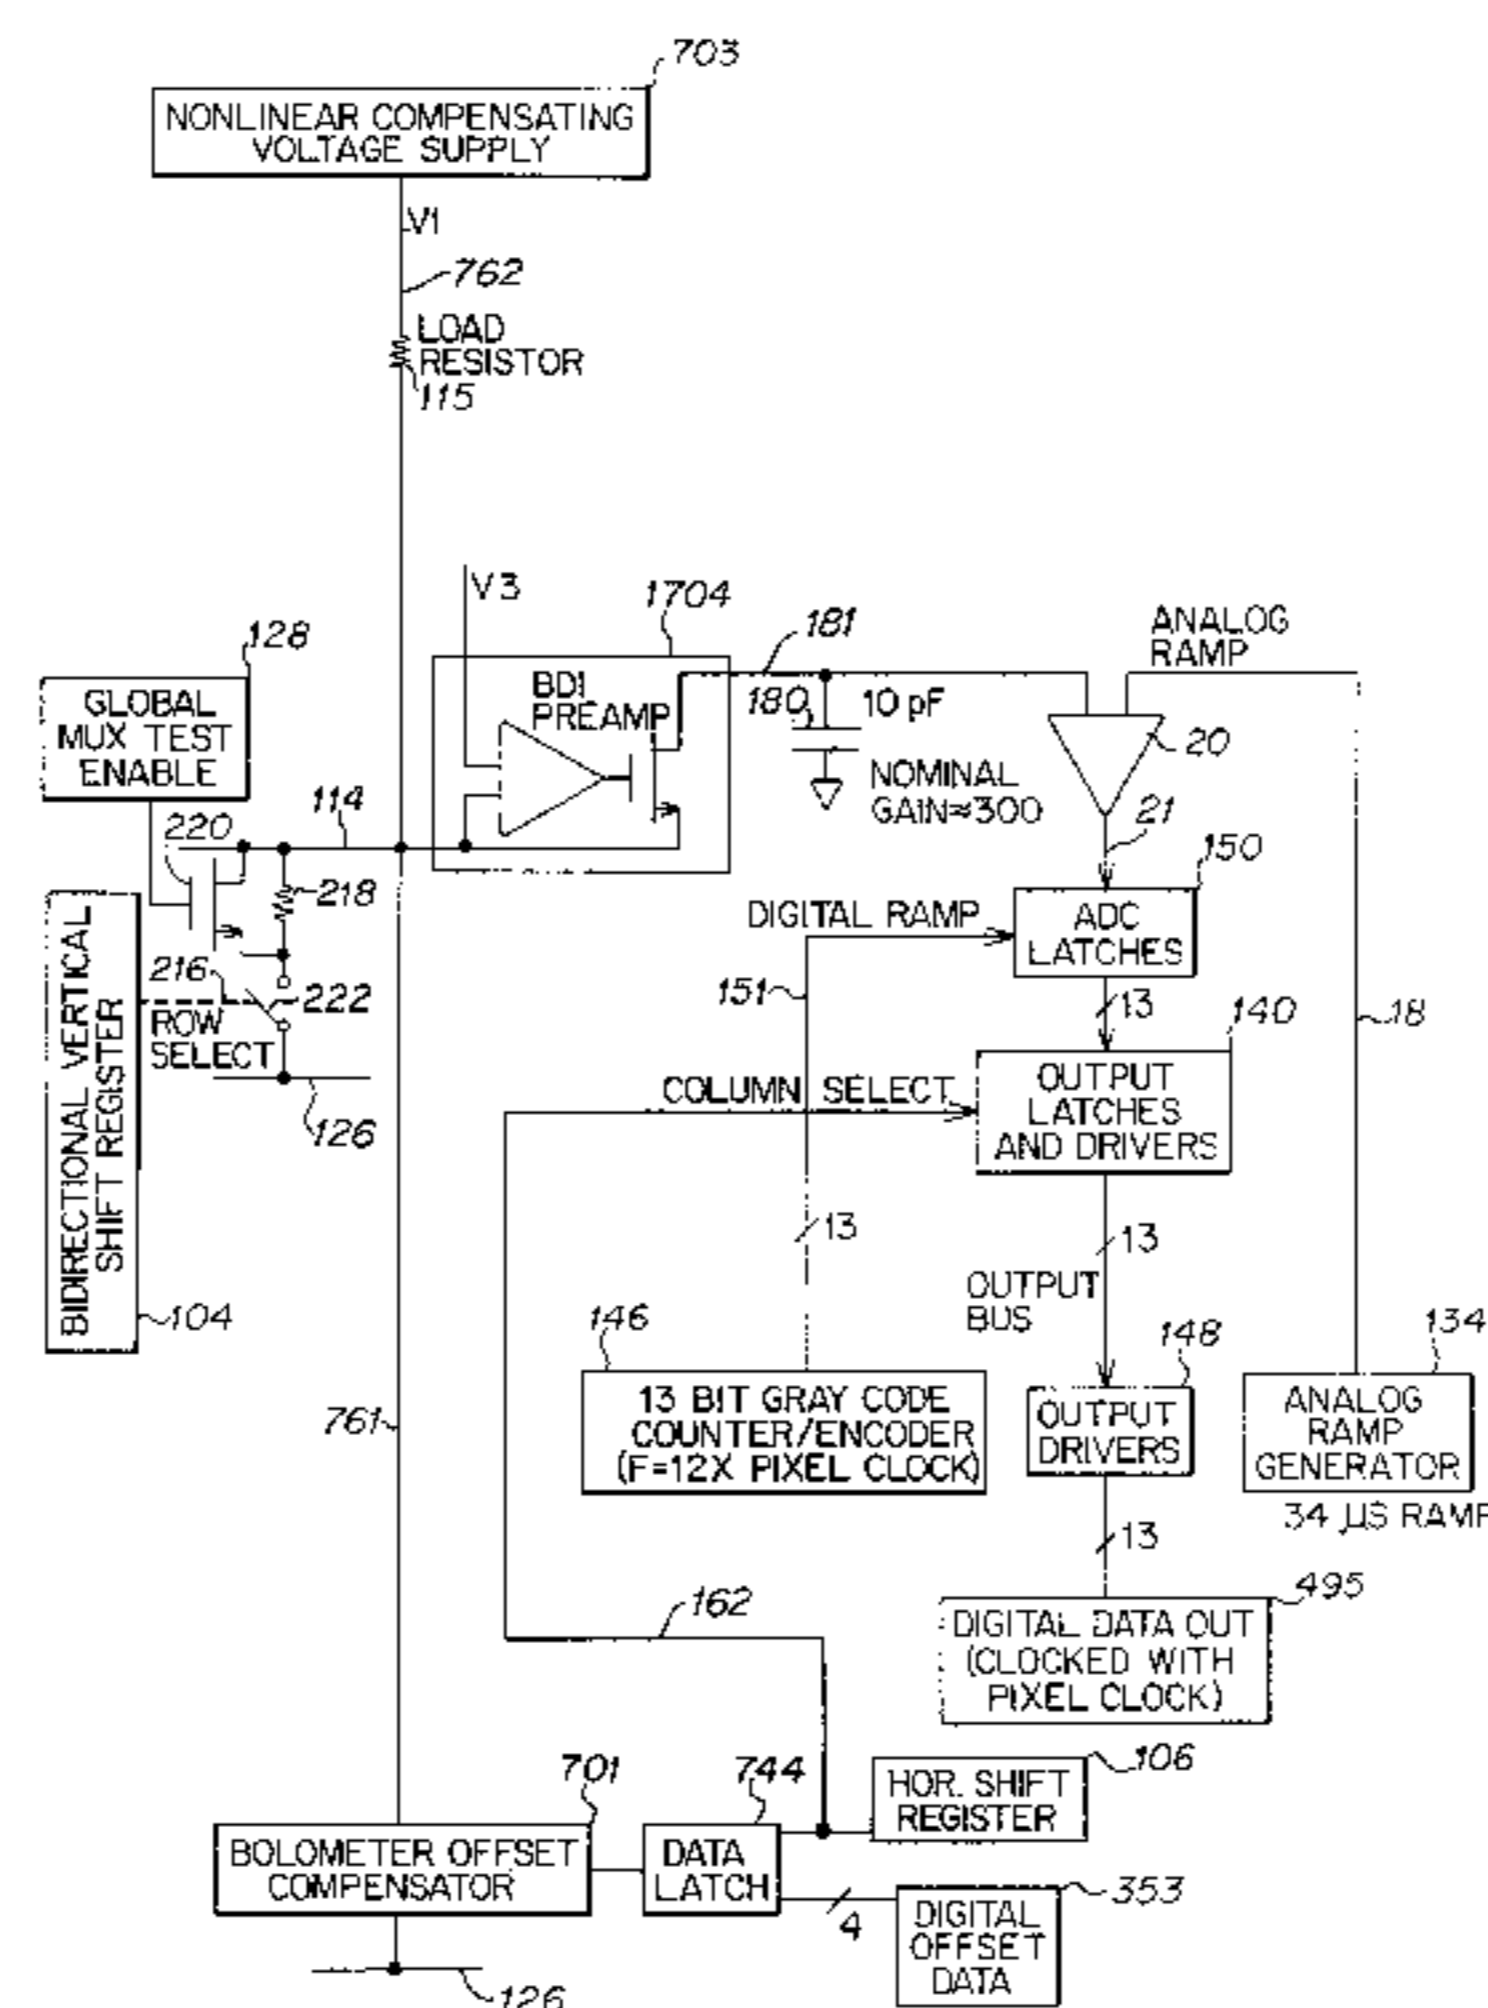 703
NONLINEAR COMPENSATING
VOLTAGE SUPPLY
V1
762
LOAD
RESISTOR
115
V3
1704
181
ANALOG
RAMP
128
GLOBAL
MUX TEST
ENABLE
BDI
PREAMP
180
10 pF
20
NOMINAL
GAIN≈300
114
220
21
150
218
BIDIRECTIONAL VERTICAL
SHIFT REGISTER
DIGITAL RAMP
ADC
LATCHES
216
222
151
13
140
18
ROW
SELECT
COLUMN SELECT
OUTPUT
LATCHES
AND DRIVERS
126
13
13
OUTPUT
BUS
104
146
148
134
13 BIT GRAY CODE
COUNTER/ENCODER
(F=12X PIXEL CLOCK)
OUTPUT
DRIVERS
ANALOG
RAMP
GENERATOR
761
34 µS RAMP
13
495
162
DIGITAL DATA OUT
(CLOCKED WITH
PIXEL CLOCK)
701
744
106
HOR. SHIFT
REGISTER
BOLOMETER OFFSET
COMPENSATOR
DATA
LATCH
353
4
DIGITAL
OFFSET
DATA
126